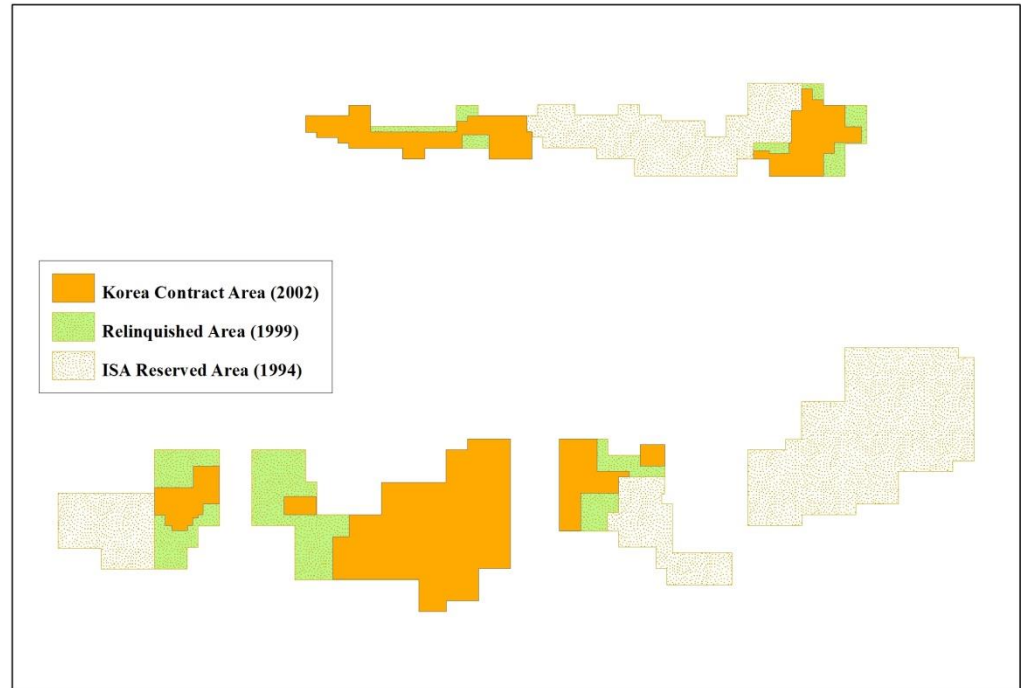 Korea Contract Area (2002)
Relinquished Area (1999)
ISA Reserved Area (1994)